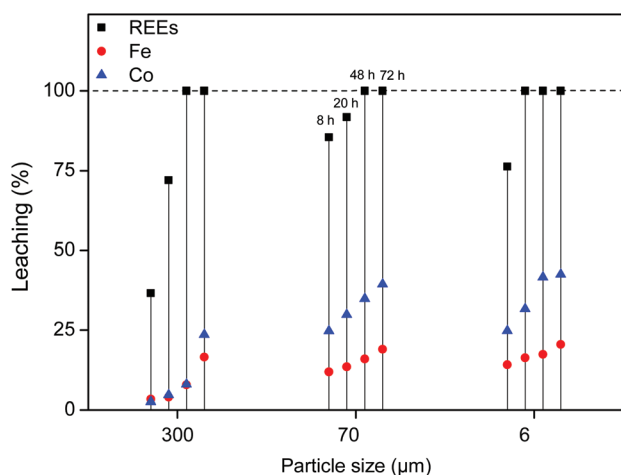 REEs
Fe
Co
100
75
50
25
0
Leaching (%)
8 h
20 h
48 h
72 h
300
70
6
Particle size (µm)